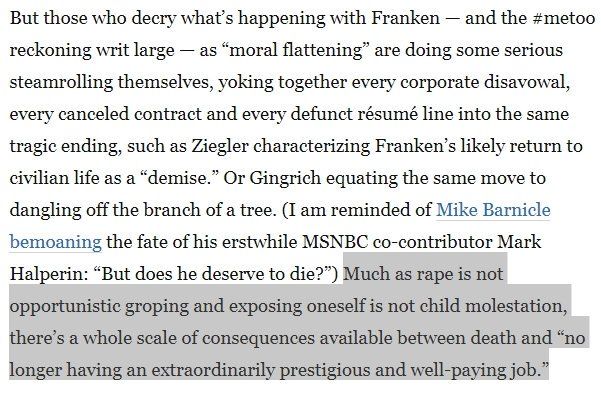 But those who decry what’s happening with Franken — and the #metoo
reckoning writ large — as “moral flattening” are doing some serious
steamrolling themselves, yoking together every corporate disavowal,
every canceled contract and every defunct résumé line into the same
tragic ending, such as Ziegler characterizing Franken’s likely return to
civilian life as a “demise.” Or Gingrich equating the same move to
dangling off the branch of a tree. (I am reminded of Mike Barnicle
bemoaning the fate of his erstwhile MSNBC co-contributor Mark
Halperin: “But does he deserve to die?”) Much as rape is not
opportunistic groping and exposing oneself is not child molestation,
there’s a whole scale of consequences available between death and “no
longer having an extraordinarily prestigious and well-paying job.”